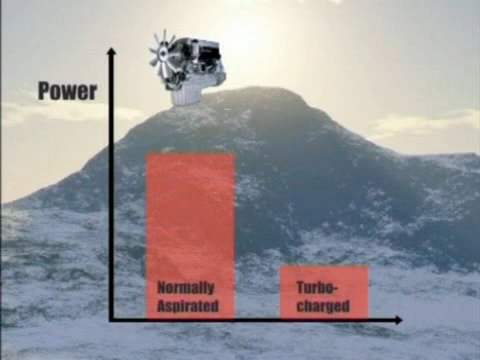 Power
Normally
Aspirated
Turbo-
charged